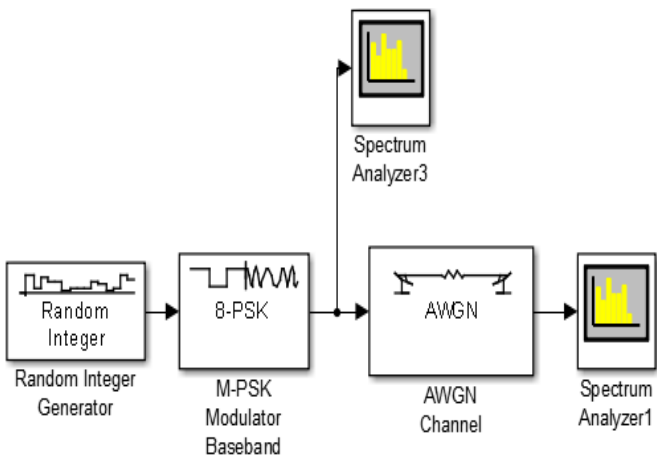 Spectrum
Analyzer3
Random
Integer
8-PSK
AWGN
Random Integer
Generator
M-PSK
Modulator
Baseband
AWGN
Channel
Spectrum
Analyzer1